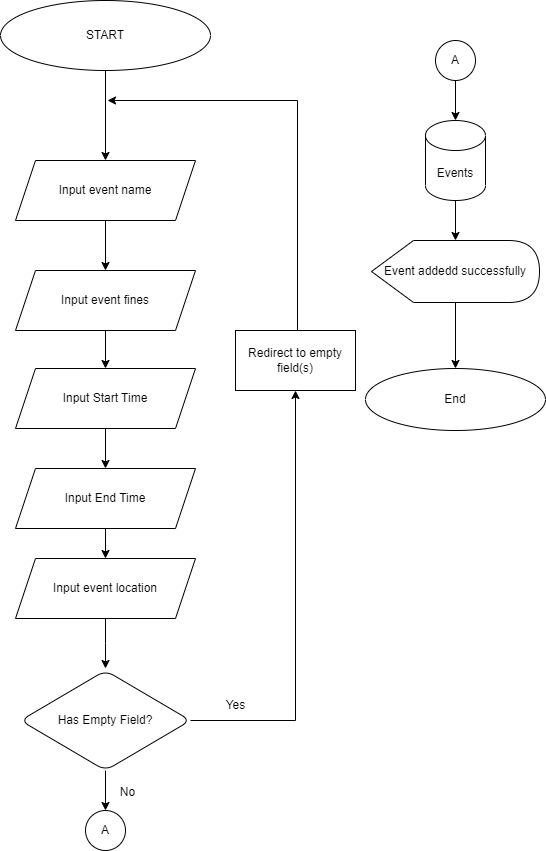 START
Input event name
Input event fines
Input Start Time
Input End Time
Input event location
Has Empty Field?
Yes
No
A
Redirect to empty
field(s)
A
Events
Event addedd successfully
End